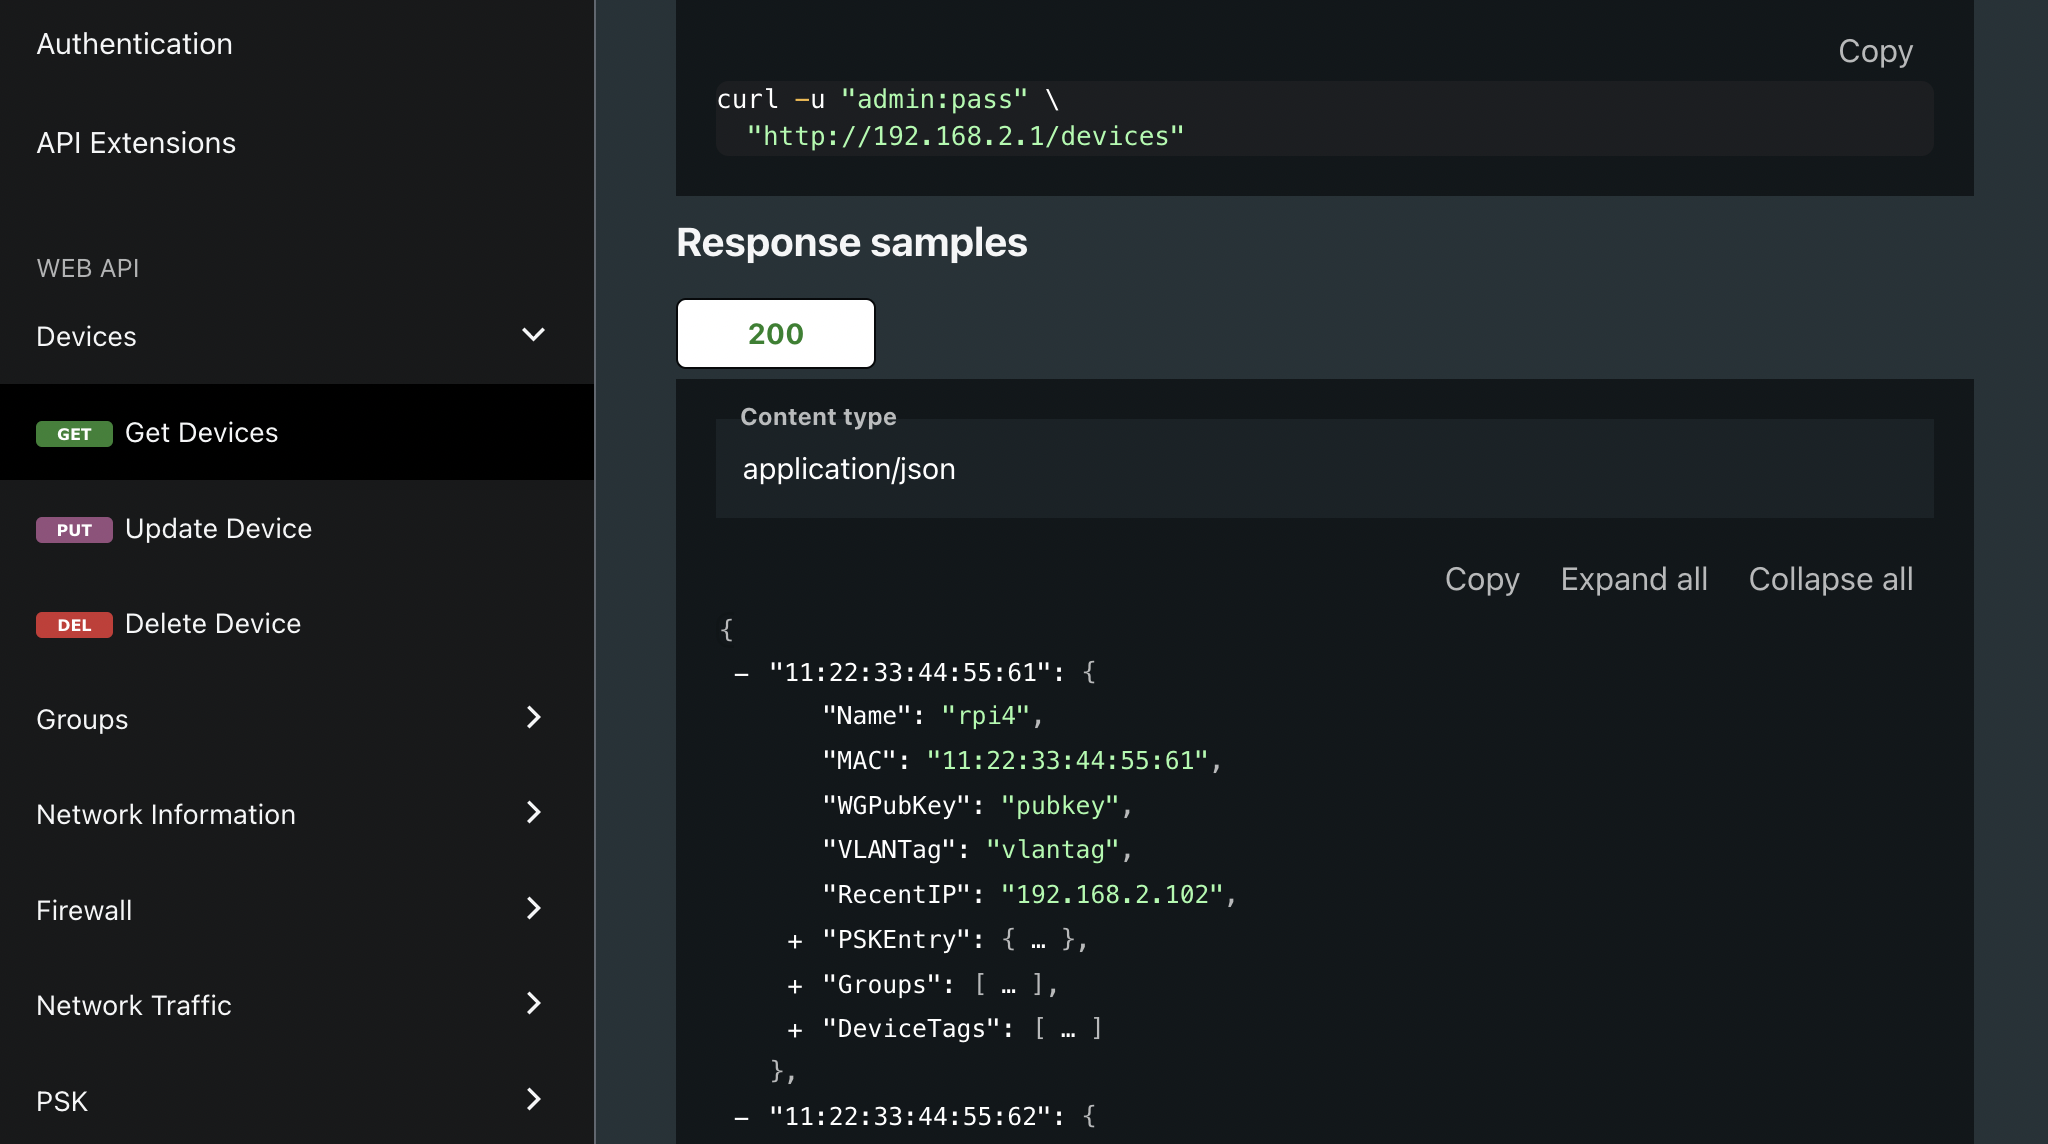 Authentication
API Extensions
WEB API
Devices
GET Get Devices
PUT Update Device
DEL Delete Device
Groups
Network Information
Firewall
Network Traffic
PSK
Copy
curl -u "admin:pass" \
"http://192.168.2.1/devices"
Response samples
200
Content type
application/json
Copy Expand all Collapse all
{
- "11:22:33:44:55:61": {
"Name": "rpi4",
"MAC": "11:22:33:44:55:61",
"WGPubKey": "pubkey",
"VLANTag": "vlantag",
"RecentIP": "192.168.2.102",
+ "PSKEntry": { … },
+ "Groups": [ … ],
+ "DeviceTags": [ … ]
},
- "11:22:33:44:55:62": {